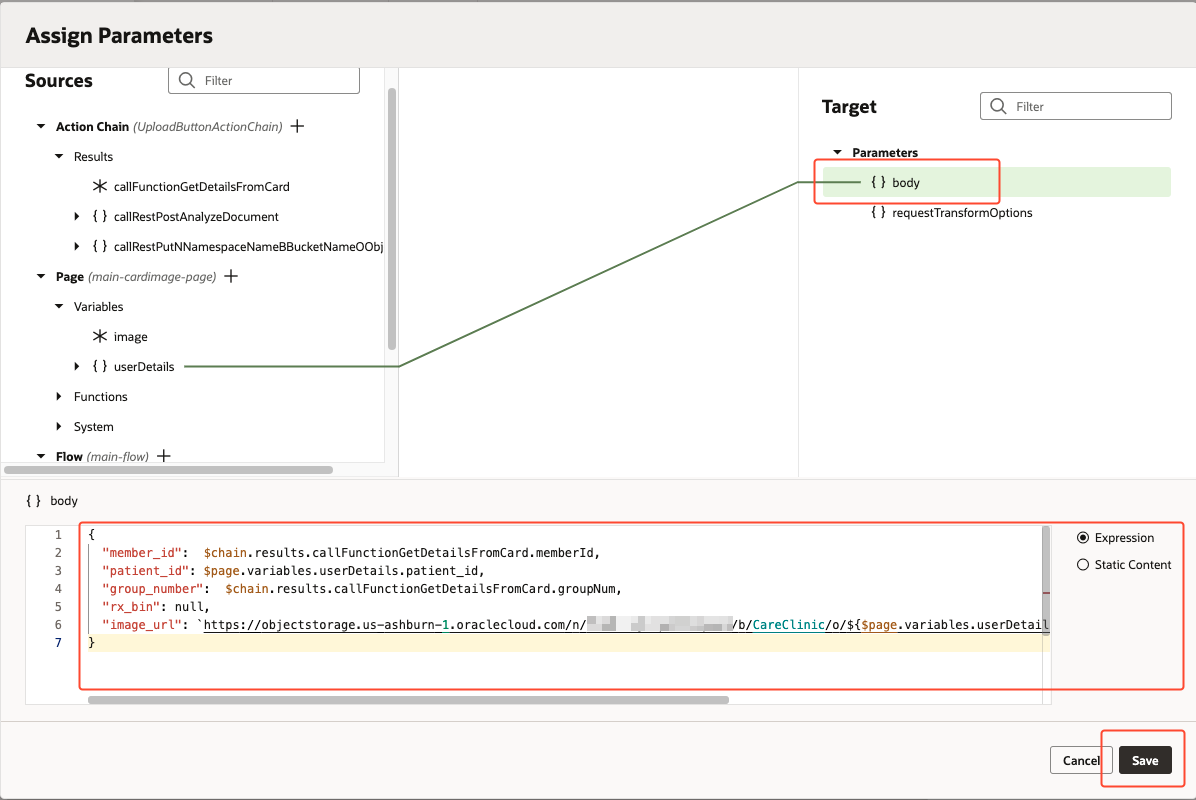 Assign Parameters
Sources
Filter
Action Chain (UploadButtonActionChain)
Results
callFunctionGetDetailsFromCard
{ } callRestPostAnalyzeDocument
{ } callRestPutNNamespaceNameBBucketNameOObj
Page (main-cardimage-page)
Variables
image
{ } userDetails
Functions
System
Flow (main-flow)
Target
Filter
Parameters
{ } body
{ } requestTransformOptions
{ } body
1 {
2 "member_id":  $chain.results.callFunctionGetDetailsFromCard.memberId,
3 "patient_id": $page.variables.userDetails.patient_id,
4 "group_number":  $chain.results.callFunctionGetDetailsFromCard.groupNum,
5 "rx_bin": null,
6 "image_url": `https://objectstorage.us-ashburn-1.oraclecloud.com/n/ /b/CareClinic/o/${$page.variables.userDetail
7 }
Expression
Static Content
Cancel
Save